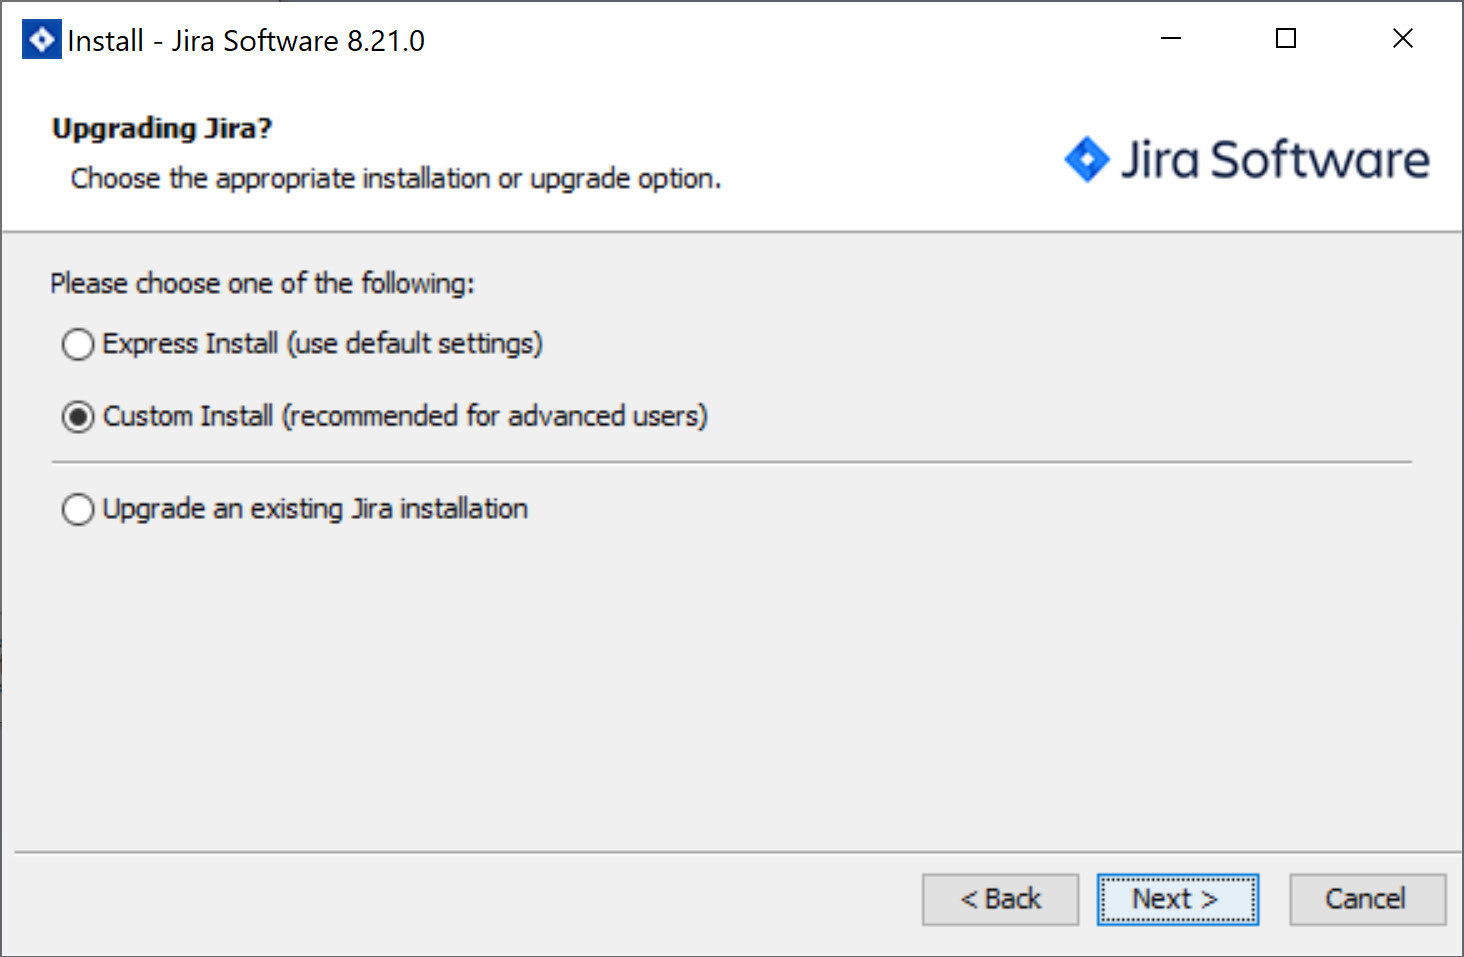 Install - Jira Software 8.21.0
Upgrading Jira?
Choose the appropriate installation or upgrade option.
Jira Software
Please choose one of the following:
Express Install (use default settings)
Custom Install (recommended for advanced users)
Upgrade an existing Jira installation
< Back
Next >
Cancel